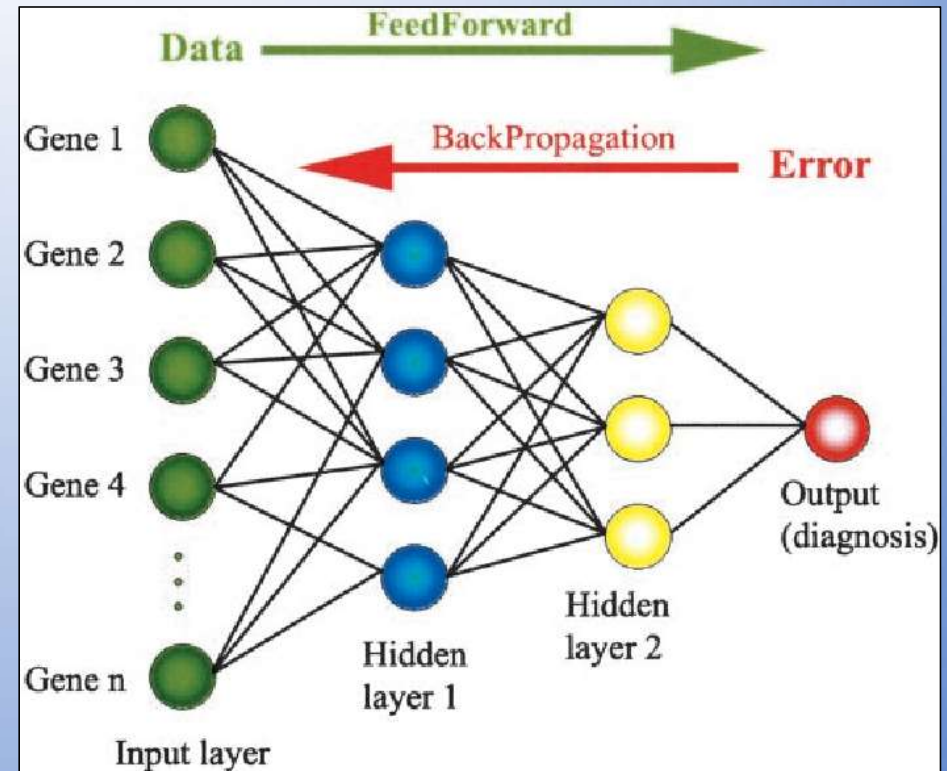 FeedForward
Data
BackPropagation
Error
Gene 1
Gene 2
Gene 3
Gene 4
Gene n
Input layer
Hidden
layer 1
Hidden
layer 2
Output
(diagnosis)